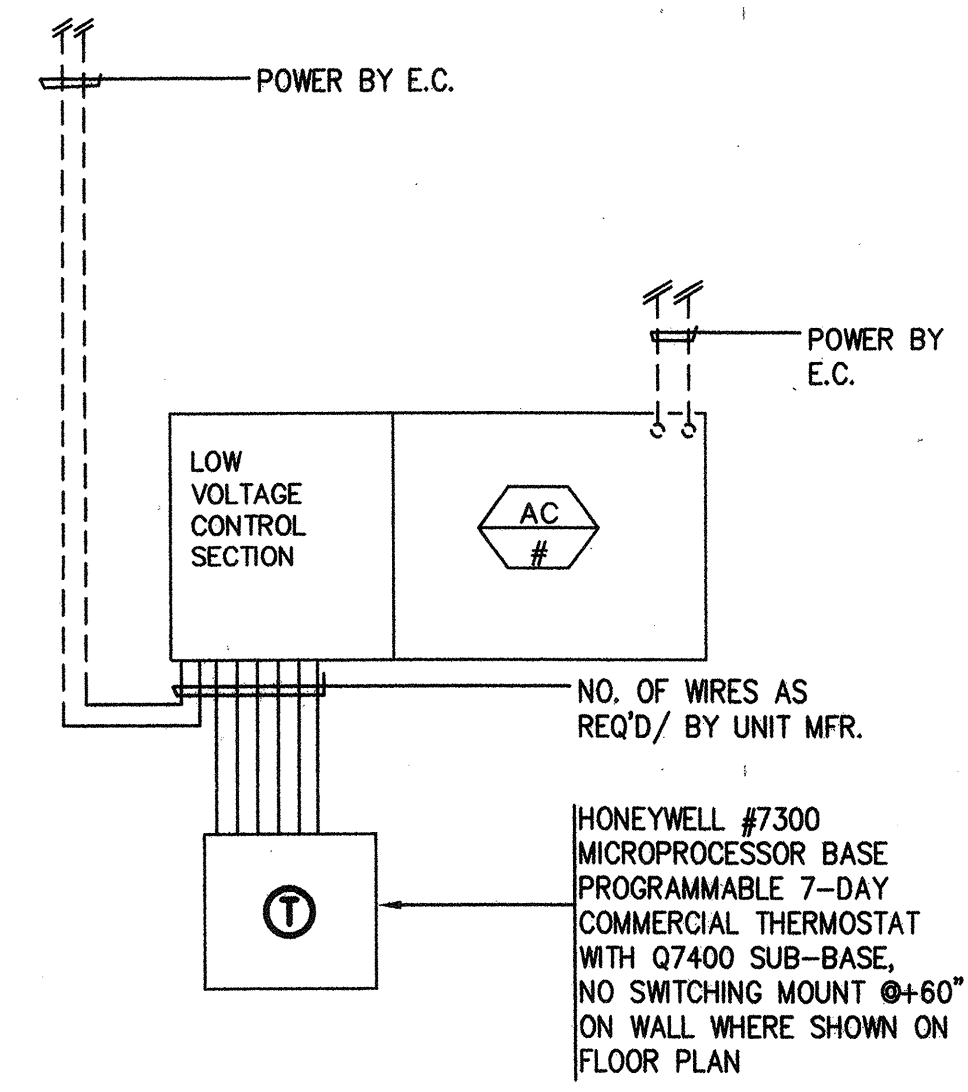 POWER BY E.C.
POWER BY
E.C.
LOW
VOLTAGE
CONTROL
SECTION
AC
#
NO. OF WIRES AS
REQ'D/ BY UNIT MFR.
HONEYWELL #7300
MICROPROCESSOR BASE
PROGRAMMABLE 7-DAY
COMMERCIAL THERMOSTAT
WITH Q7400 SUB-BASE,
NO SWITCHING MOUNT @+60"
ON WALL WHERE SHOWN ON
FLOOR PLAN
T